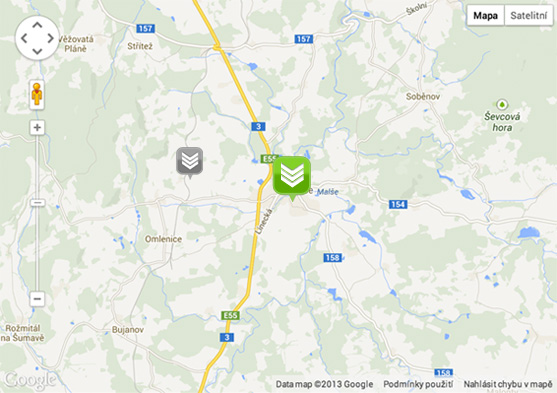 Školní
Mapa
Satelitní
157
Věžovatá
Pláně
Střítež
157
Soběnov
Ševcová
hora
3
E55
Malše
154
Linecká
Omlenice
158
E55
3
Rožmitál
na Šumavě
Bujanov
158
Google
Data map ©2013 Google
Podmínky použití
Nahlásit chybu v mapě